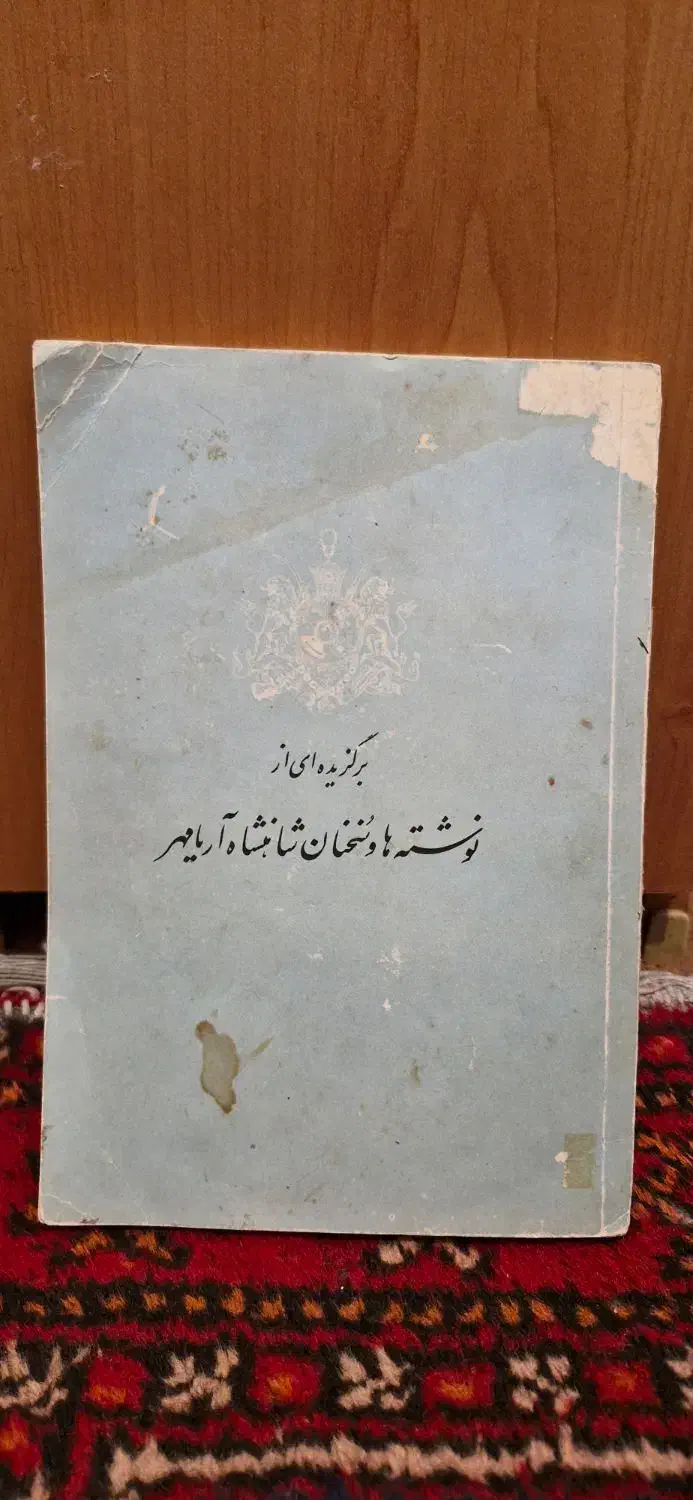 برگزیده ای از
نوشته ها و سخنان شاهنشاه آریامهر